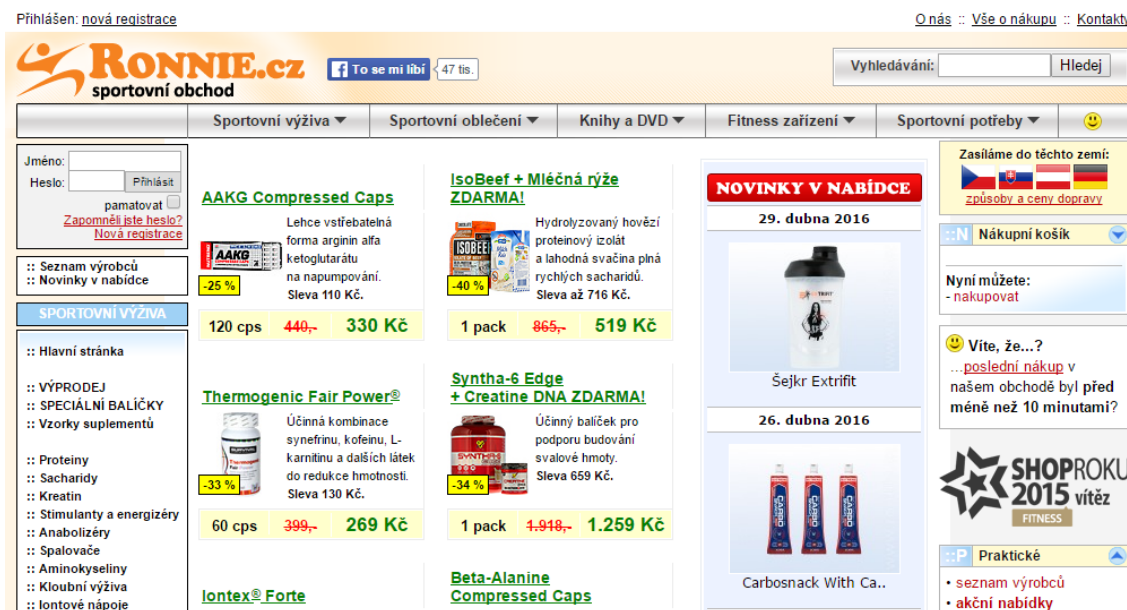 Přihlášen: nová registrace
O nás :: Vše o nákupu :: Kontakty
RONNIE.CZ
sportovní obchod
To se mi líbí
47 tis.
Vyhledávání:
Hledej
Sportovní výživa
Sportovní oblečení
Knihy a DVD
Fitness zařízení
Sportovní potřeby
Jméno:
Heslo:
Přihlásit
pamatovat
Zapomněli jste heslo?
Nová registrace
:: Seznam výrobců
:: Novinky v nabídce
SPORTOVNÍ VÝŽIVA
:: Hlavní stránka
:: VÝPRODEJ
:: SPECIÁLNÍ BALÍČKY
:: Vzorky suplementů
:: Proteiny
:: Sacharidy
:: Kreatin
:: Stimulanty a energizéry
:: Anabolizéry
:: Spalovače
:: Aminokyseliny
:: Kloubní výživa
:: Iontové nápoje
AAKG Compressed Caps
AAKG
-25 %
Lehce vstřebatelná
forma arginin alfa
ketoglutarátu
na napumpování.
Sleva 110 Kč.
120 cps 440,- 330 Kč
IsoBeef + Mléčná rýže
ZDARMA!
ISOBEEF
-40 %
Hydrolyzovaný hovězí
proteinový izolát
a lahodná svačina plná
rychlých sacharidů.
Sleva až 716 Kč.
1 pack 865,- 519 Kč
Thermogenic Fair Power®
-33 %
Účinná kombinace
synefrinu, kofeinu, L-
karnitinu a dalších látek
do redukce hmotnosti.
Sleva 130 Kč.
60 cps 399,- 269 Kč
Syntha-6 Edge
+ Creatine DNA ZDARMA!
SYNTHA-6
-34 %
Účinný balíček pro
podporu budování
svalové hmoty.
Sleva 659 Kč.
1 pack 1.918,- 1.259 Kč
Iontex® Forte
Beta-Alanine
Compressed Caps
NOVINKY V NABÍDCE
29. dubna 2016
Šejkr Extrifit
26. dubna 2016
CARBO
CARBO
CARBO
Carbosnack With Ca..
Zasíláme do těchto zemí:
způsoby a ceny dopravy
::N Nákupní košík
Nyní můžete:
- nakupovat
Víte, že...?
...poslední nákup v
našem obchodě byl před
méně než 10 minutami?
SHOPROKU
2015 vítěz
FITNESS
::P Praktické
• seznam výrobců
• akční nabídky